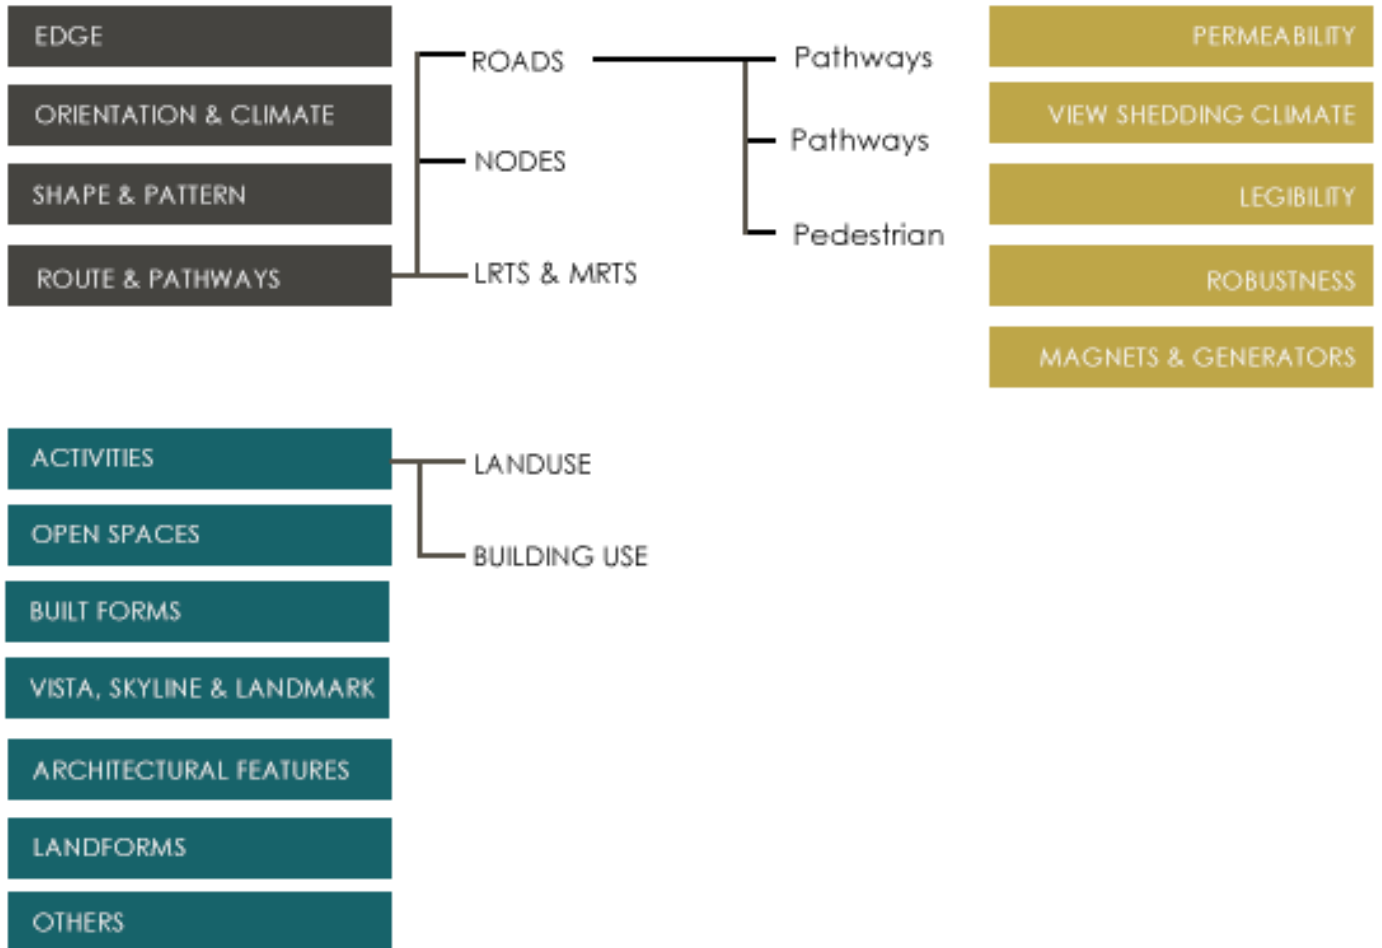 EDGE
ORIENTATION & CLIMATE
SHAPE & PATTERN
ROUTE & PATHWAYS
ROADS
NODES
LRTS & MRTS
Pathways
Pathways
Pedestrian
PERMEABILITY
VIEW SHEDDING CLIMATE
LEGIBILITY
ROBUSTNESS
MAGNETS & GENERATORS
ACTIVITIES
OPEN SPACES
BUILT FORMS
VISTA, SKYLINE & LANDMARK
ARCHITECTURAL FEATURES
LANDFORMS
OTHERS
LANDUSE
BUILDING USE